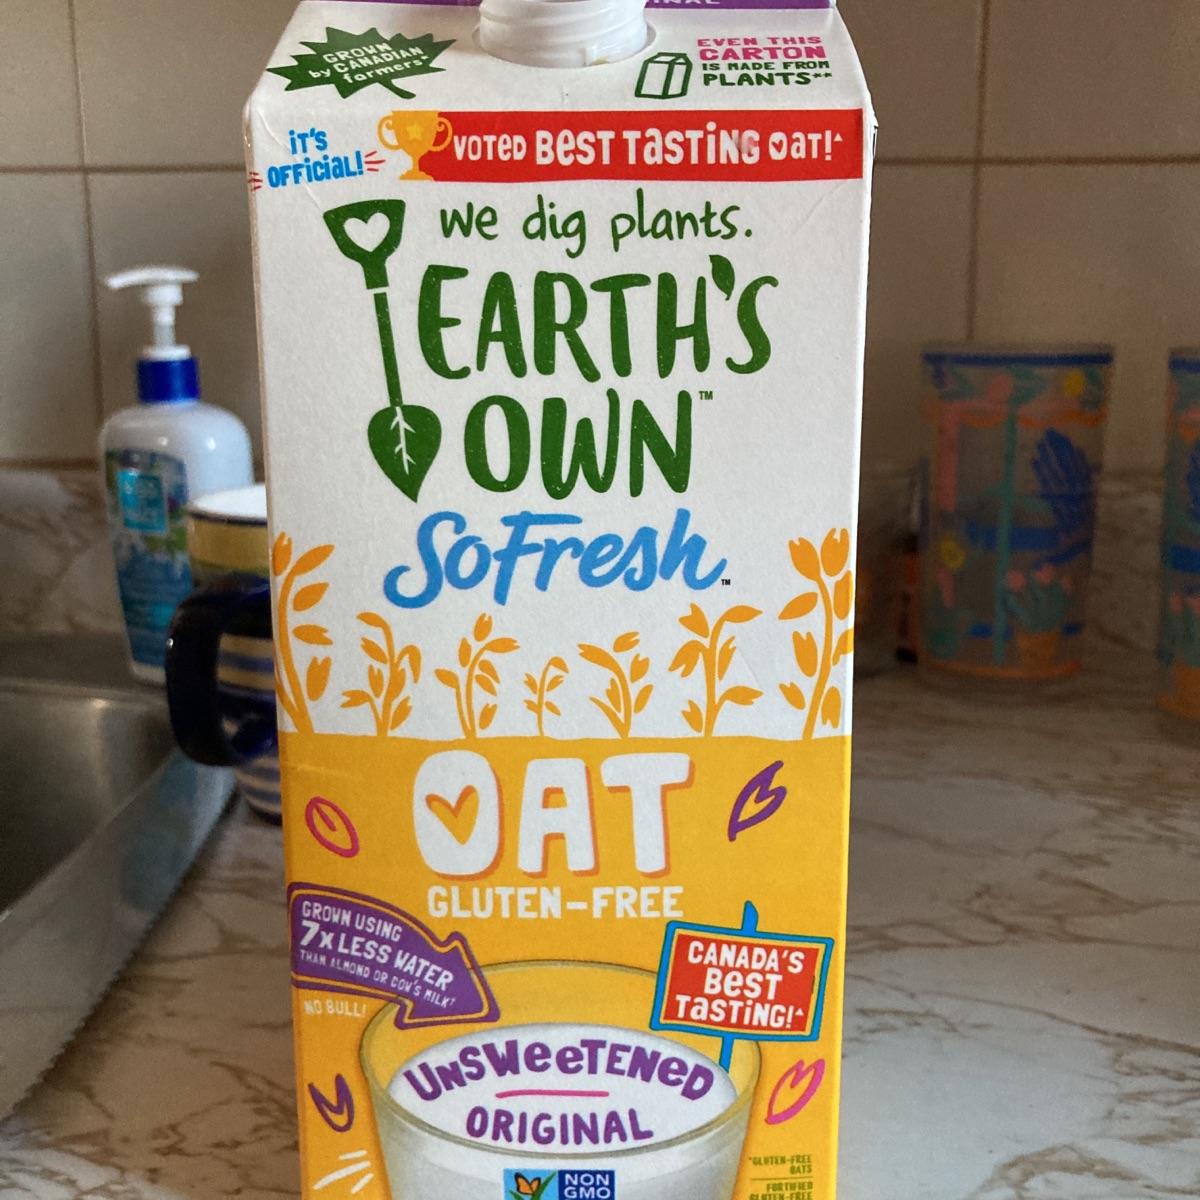 GROWN
by CANADIAN
farmers*
EVEN THIS
CARTON
IS MADE FROM
PLANTS**
IT'S
OFFICIAL!
VOTED BEST TASTING OAT!^
we dig plants.
EARTH'S
OWN™
SoFresh™
OAT
GLUTEN-FREE
GROWN USING
7x LESS WATER
THAN ALMOND OR COW'S MILK†
NO BULL!
CANADA'S
BEST
TASTING!^
UNSWEETENED
ORIGINAL
NON
GMO
*GLUTEN-FREE
OATS
FORTIFIED
GLUTEN-FREE